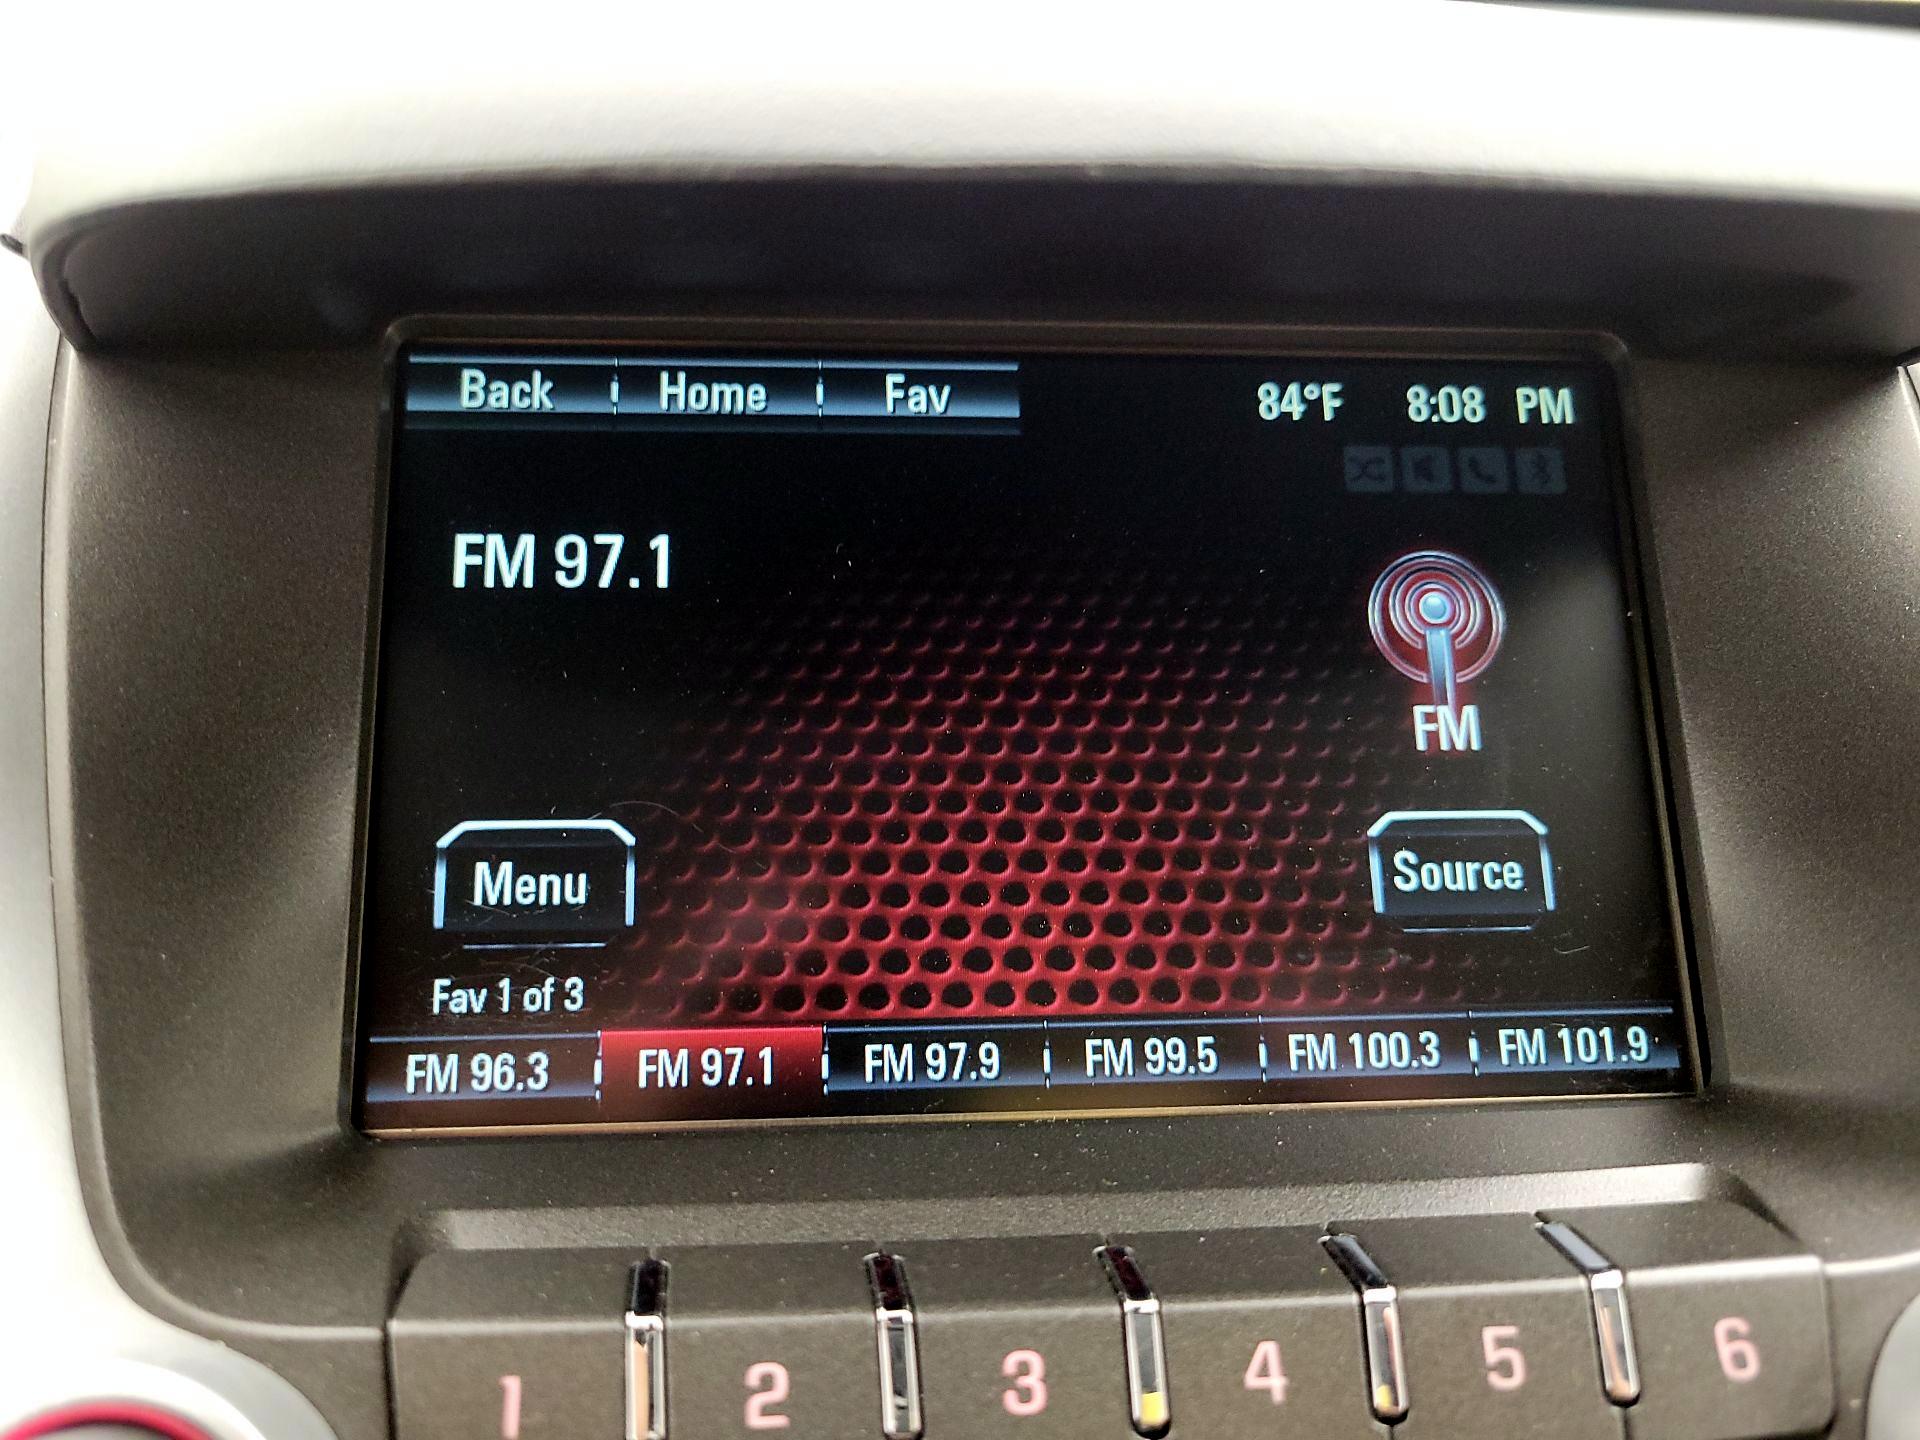 Back Home Fav 84°F 8:08 PM
FM 97.1
FM
Menu Source
Fav 1 of 3
FM 96.3 FM 97.1 FM 97.9 FM 99.5 FM 100.3 FM 101.9
1 2 3 4 5 6